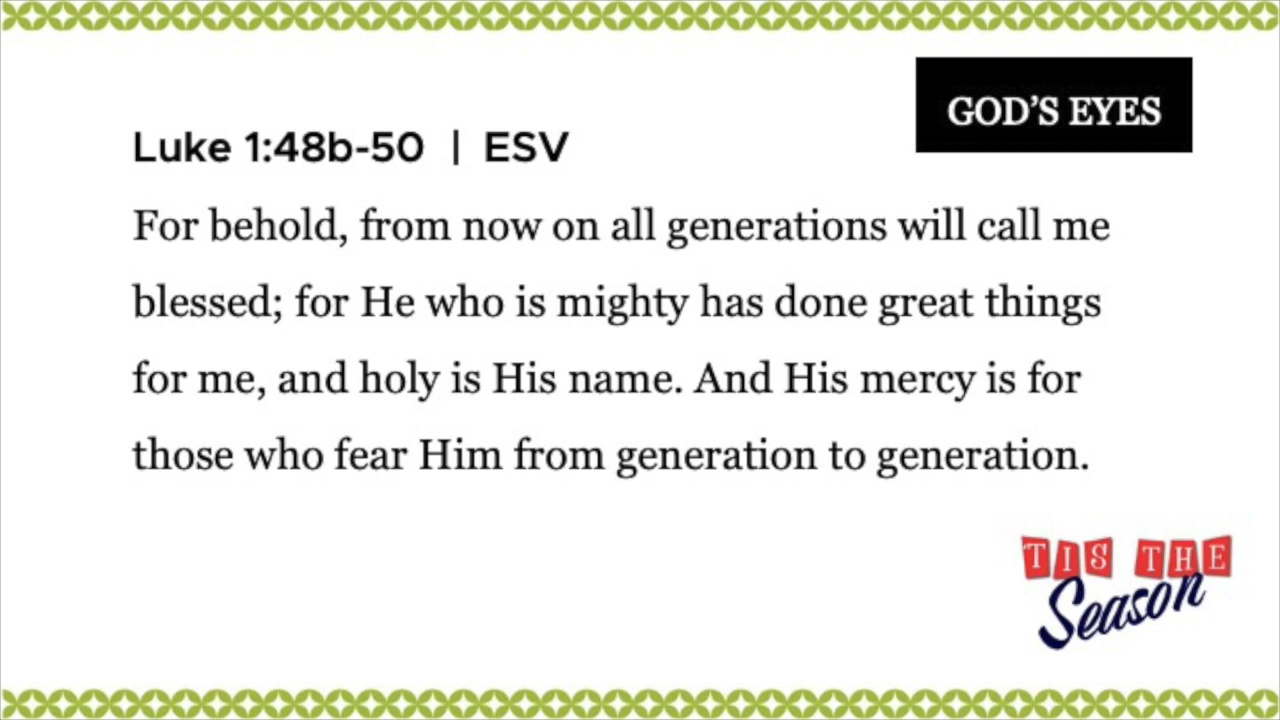 GOD’S EYES
Luke 1:48b-50 | ESV
For behold, from now on all generations will call me
blessed; for He who is mighty has done great things
for me, and holy is His name. And His mercy is for
those who fear Him from generation to generation.
TIS THE
Season